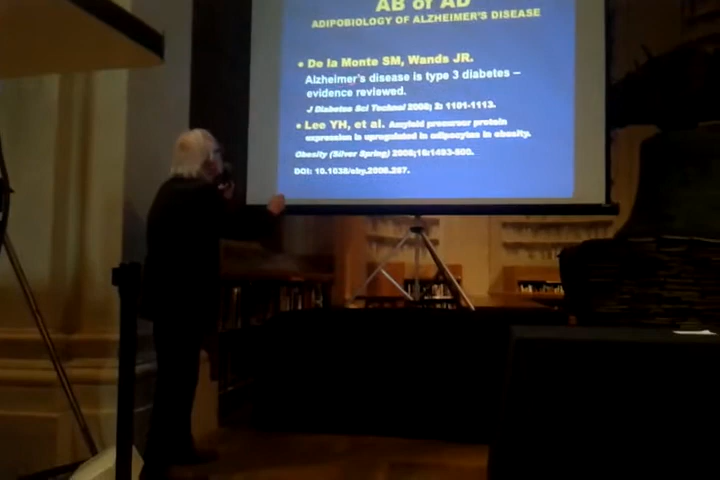 AB of AD
ADIPOBIOLOGY OF ALZHEIMER'S DISEASE
• De la Monte SM, Wands JR.
Alzheimer's disease is type 3 diabetes –
evidence reviewed.
J Diabetes Sci Technol 2008; 2: 1101-1113.
• Lee YH, et al. Amyloid precursor protein
expression is upregulated in adipocytes in obesity.
Obesity (Silver Spring) 2008;16:1493-500.
DOI: 10.1038/oby.2008.267.